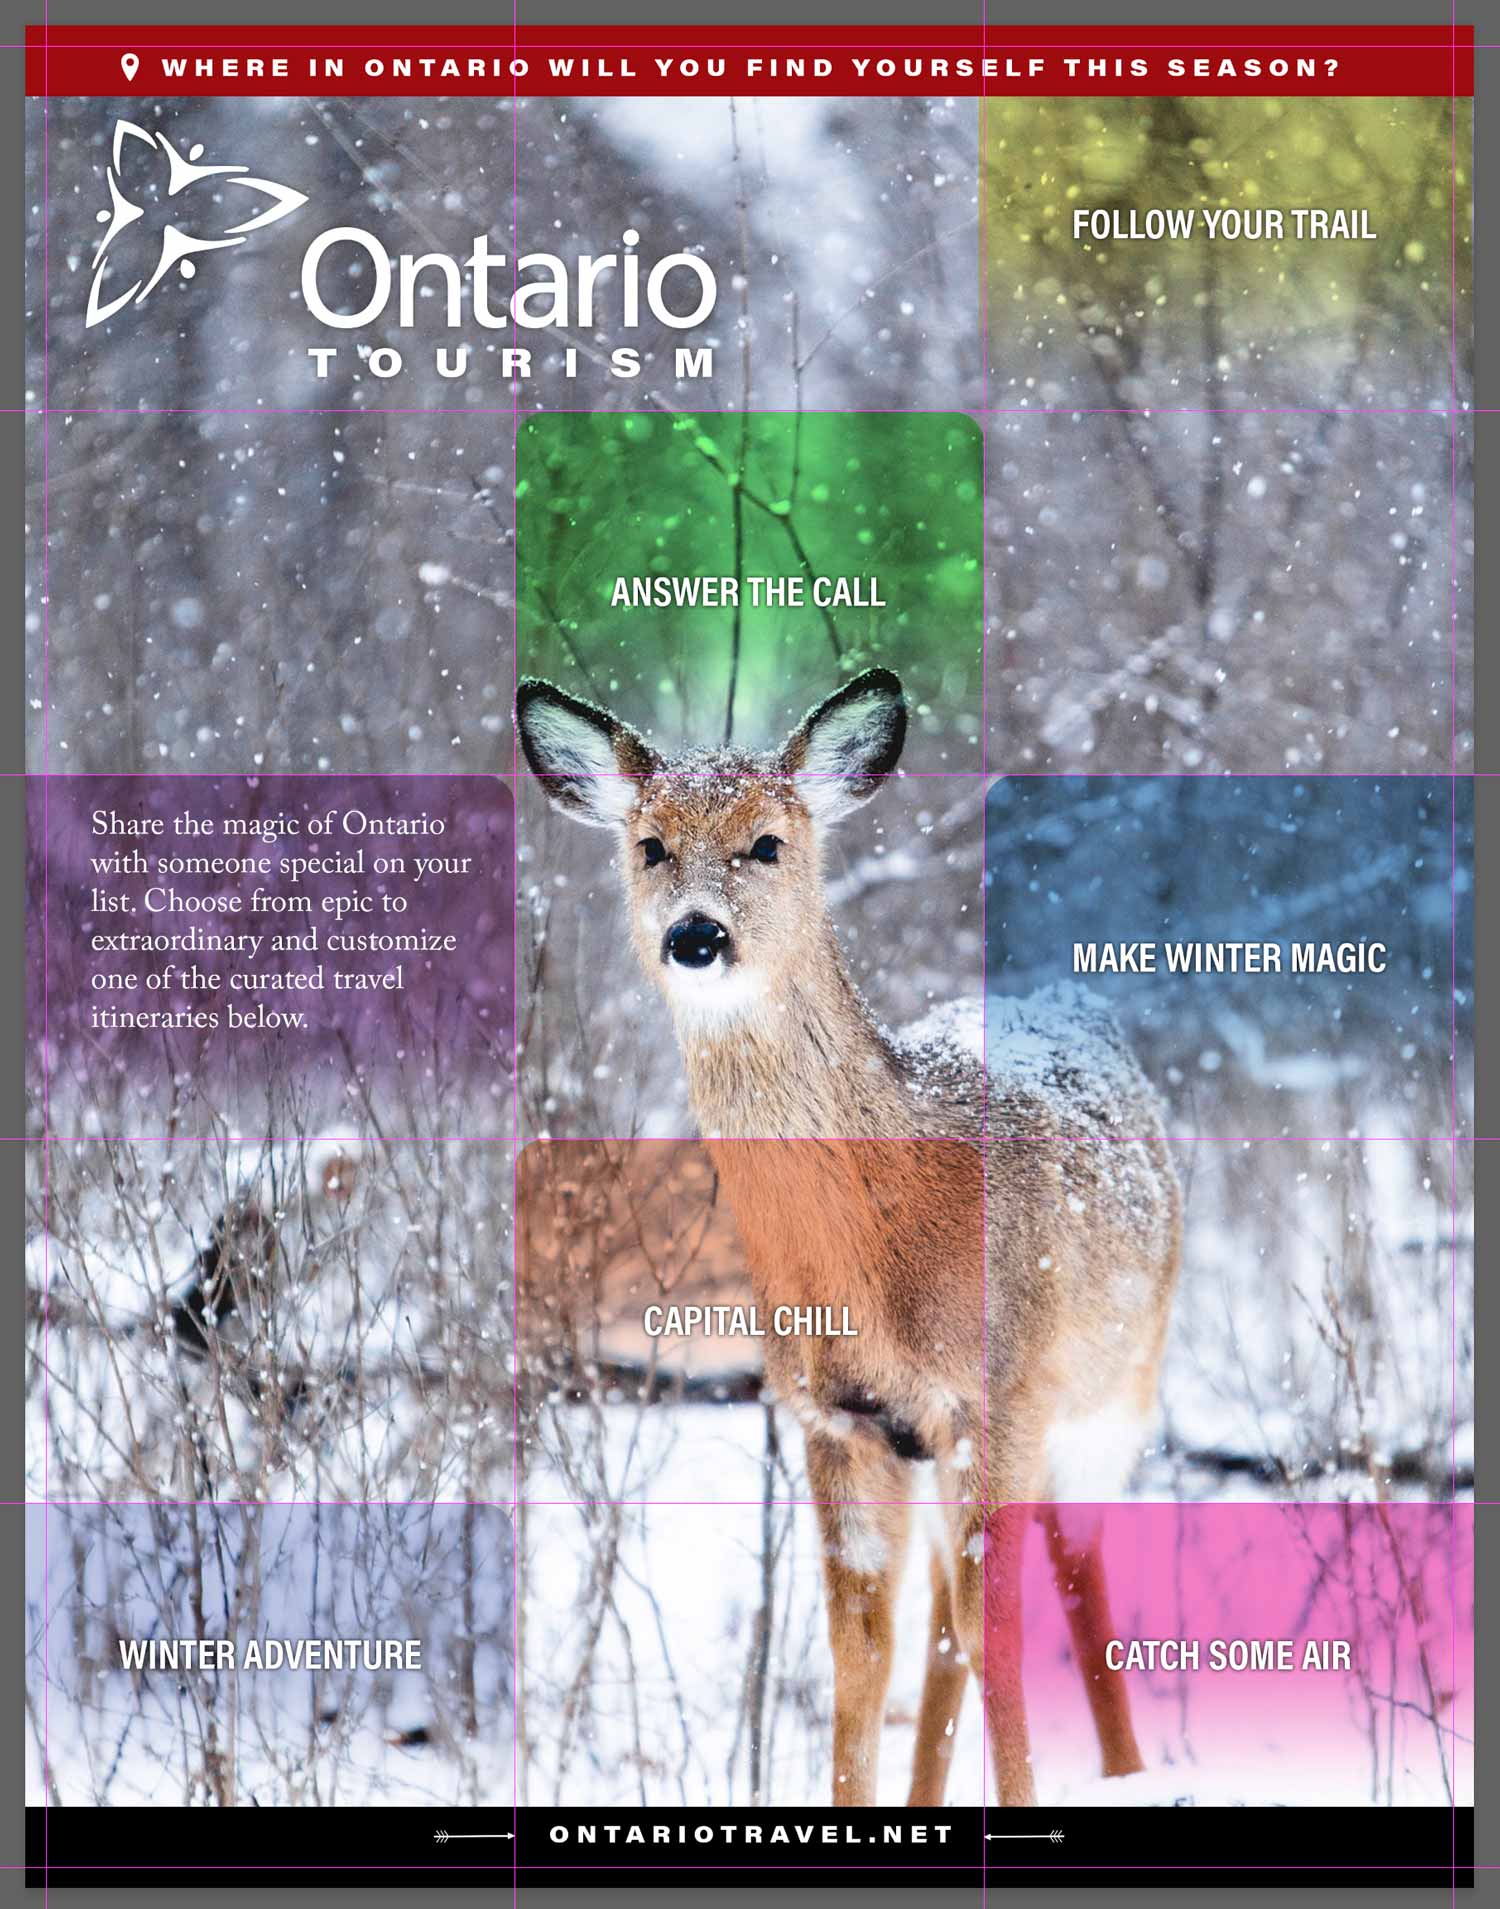 WHERE IN ONTARIO WILL YOU FIND YOURSELF THIS SEASON?
Ontario
TOURISM
FOLLOW YOUR TRAIL
ANSWER THE CALL
Share the magic of Ontario
with someone special on your
list. Choose from epic to
extraordinary and customize
one of the curated travel
itineraries below.
MAKE WINTER MAGIC
CAPITAL CHILL
WINTER ADVENTURE
CATCH SOME AIR
ONTARIOTRAVEL.NET